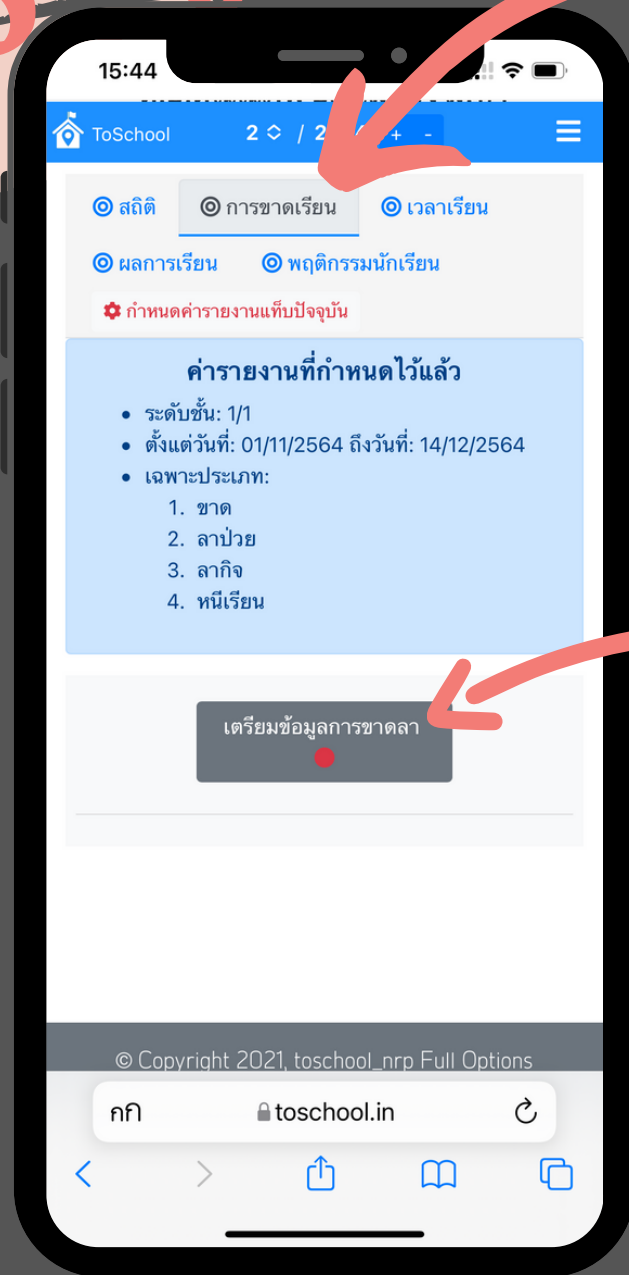 15:44
ToSchool 2 / 2 + -
สถิติ การขาดเรียน เวลาเรียน
ผลการเรียน พฤติกรรมนักเรียน
กำหนดค่ารายงานแท็บปัจจุบัน
ค่ารายงานที่กำหนดไว้แล้ว
• ระดับชั้น: 1/1
• ตั้งแต่วันที่: 01/11/2564 ถึงวันที่: 14/12/2564
• เฉพาะประเภท:
1. ขาด
2. ลาป่วย
3. ลากิจ
4. หนีเรียน
เตรียมข้อมูลการขาดลา
© Copyright 2021, toschool_nrp Full Options
กกิ toschool.in